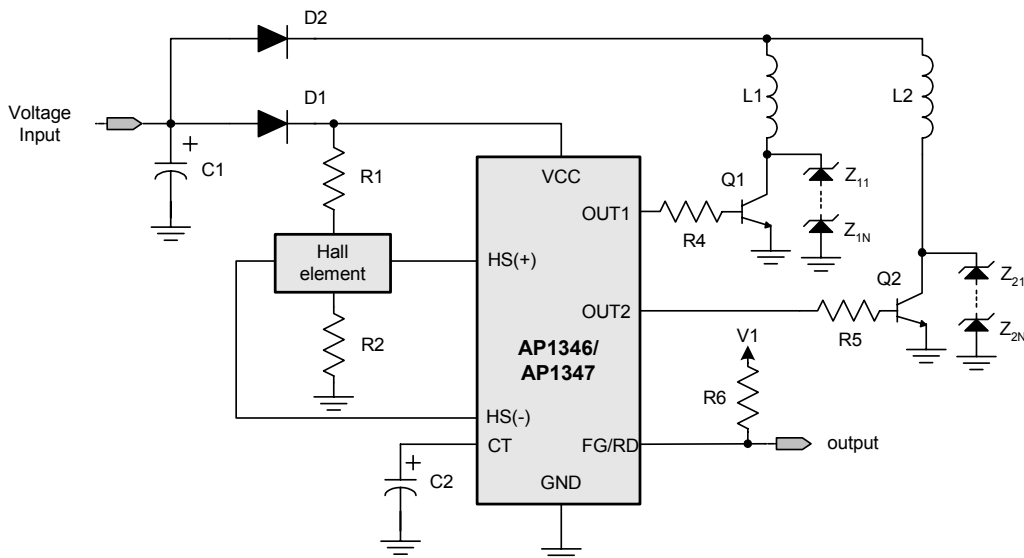 D2
D1
Voltage
Input
+
C1
R1
L1
L2
VCC
Q1
Z11
OUT1
R4
Z1N
Hall
element
HS(+)
Q2
Z21
OUT2
R5
Z2N
R2
AP1346/
AP1347
V1
R6
HS(-)
CT
FG/RD
output
+
C2
GND